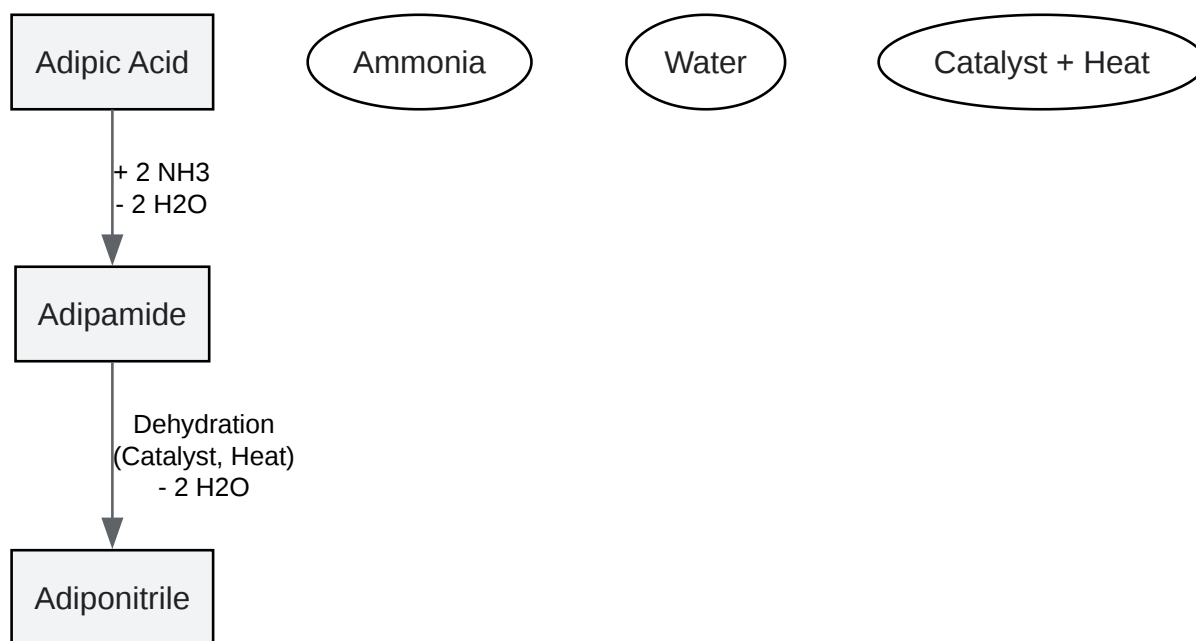 Adipic Acid
Ammonia
Water
Catalyst + Heat
+ 2 NH3
- 2 H2O
Adipamide
Dehydration
(Catalyst, Heat)
- 2 H2O
Adiponitrile